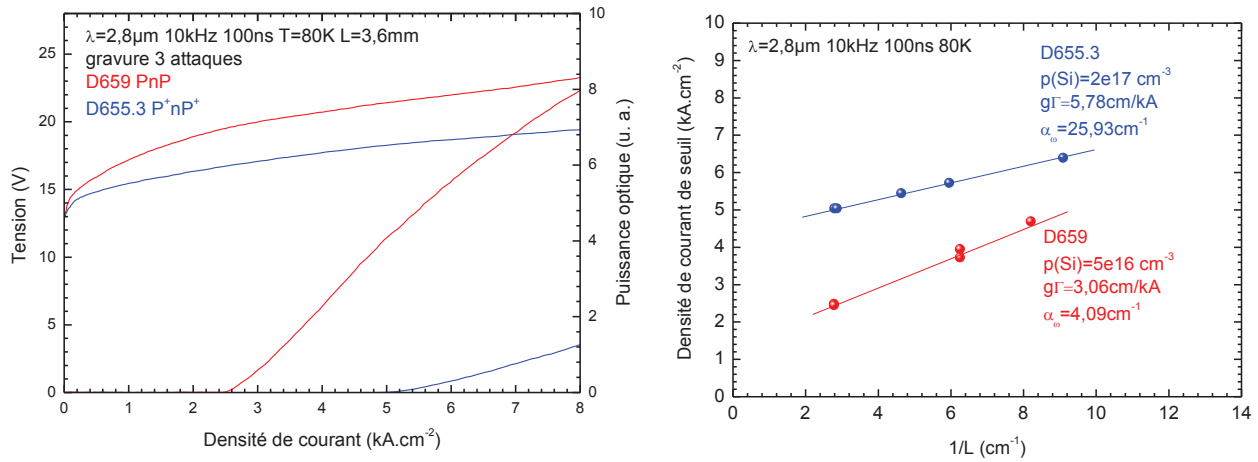 λ=2,8µm 10kHz 100ns T=80K L=3,6mm
gravure 3 attaques
D659 PnP
D655.3 P⁺nP⁺
Tension (V)
0
5
10
15
20
25
0 1 2 3 4 5 6 7 8
Densité de courant (kA.cm⁻²)
0
2
4
6
8
10
Puissance optique (u. a.)
λ=2,8µm 10kHz 100ns 80K
D655.3
p(Si)=2e17 cm⁻³
gΓ=5,78cm/kA
α_ω=25,93cm⁻¹
D659
p(Si)=5e16 cm⁻³
gΓ=3,06cm/kA
α_ω=4,09cm⁻¹
Densité de courant de seuil (kA.cm⁻²)
0
1
2
3
4
5
6
7
8
9
10
0 2 4 6 8 10 12 14
1/L (cm⁻¹)